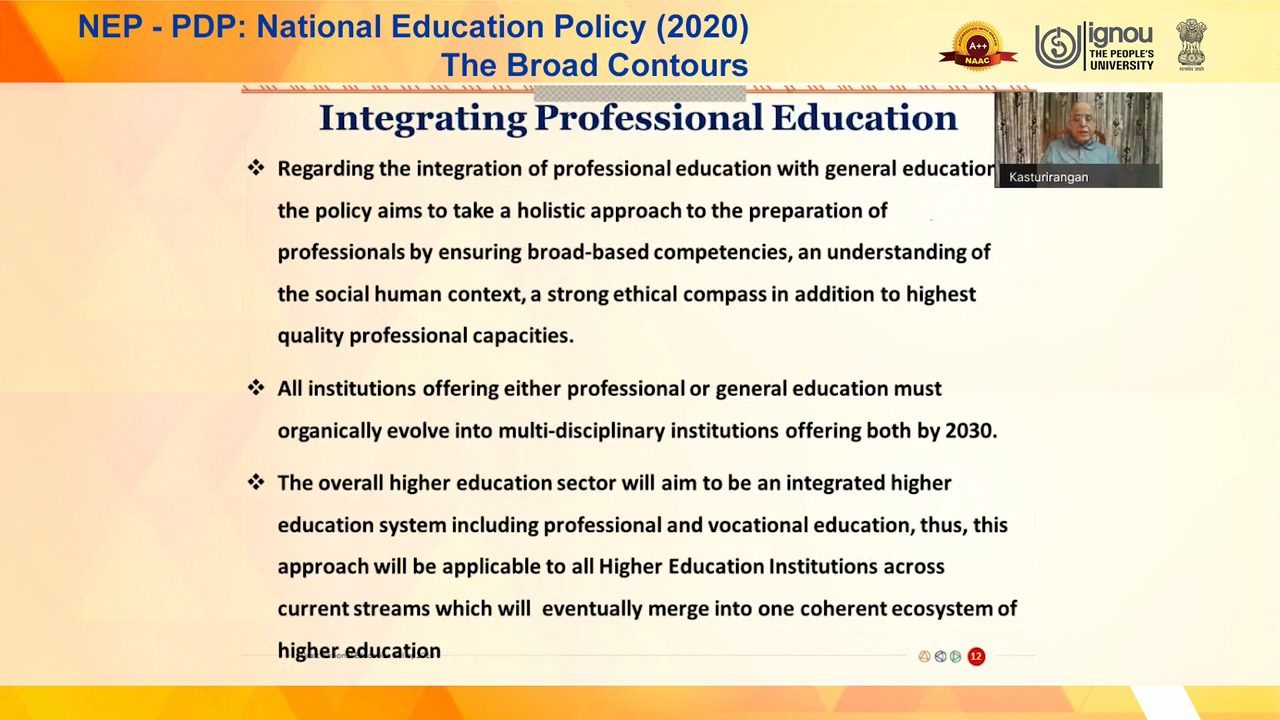 NEP - PDP: National Education Policy (2020)
The Broad Contours
A++
NAAC
ignou
THE PEOPLE'S
UNIVERSITY
Integrating Professional Education
Kasturirangan
❖ Regarding the integration of professional education with general education
the policy aims to take a holistic approach to the preparation of
professionals by ensuring broad-based competencies, an understanding of
the social human context, a strong ethical compass in addition to highest
quality professional capacities.
❖ All institutions offering either professional or general education must
organically evolve into multi-disciplinary institutions offering both by 2030.
❖ The overall higher education sector will aim to be an integrated higher
education system including professional and vocational education, thus, this
approach will be applicable to all Higher Education Institutions across
current streams which will eventually merge into one coherent ecosystem of
higher education
12